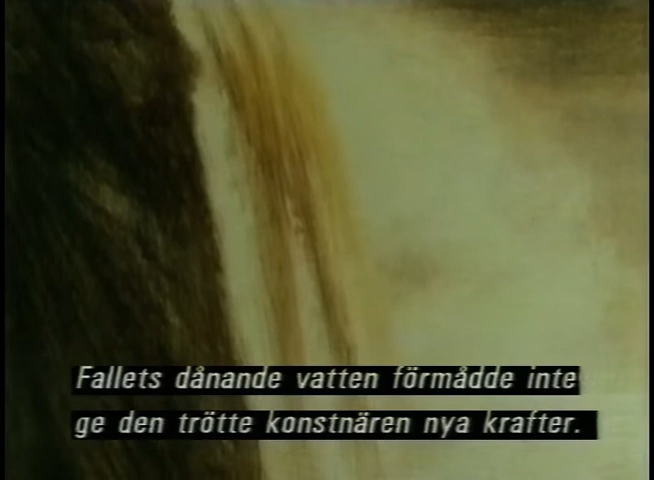 Fallets dånande vatten förmådde inte
ge den trötte konstnären nya krafter.